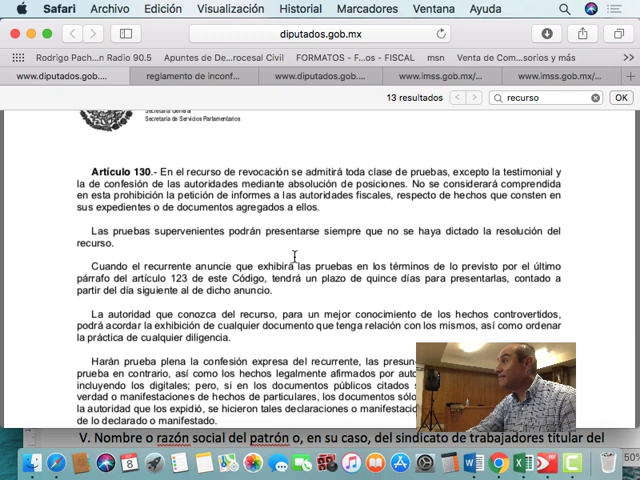 Safari Archivo Edición Visualización Historial Marcadores Ventana Ayuda
diputados.gob.mx
Rodrigo Pach...n Radio 90.5 Apuntes de D...rocesal Civil FORMATOS - F...os - FISCAL msn Venta de Com...sorios y más
www.diputados.gob.... reglamento de inconf... www.diputados.gob.... www.imss.gob.mx/... www.imss.gob.mx/...
13 resultados recurso OK
Secretaría General
Secretaría de Servicios Parlamentarios
Artículo 130.- En el recurso de revocación se admitirá toda clase de pruebas, excepto la testimonial y
la de confesión de las autoridades mediante absolución de posiciones. No se considerará comprendida
en esta prohibición la petición de informes a las autoridades fiscales, respecto de hechos que consten en
sus expedientes o de documentos agregados a ellos.
Las pruebas supervenientes podrán presentarse siempre que no se haya dictado la resolución del
recurso.
Cuando el recurrente anuncie que exhibirá las pruebas en los términos de lo previsto por el último
párrafo del artículo 123 de este Código, tendrá un plazo de quince días para presentarlas, contado a
partir del día siguiente al de dicho anuncio.
La autoridad que conozca del recurso, para un mejor conocimiento de los hechos controvertidos,
podrá acordar la exhibición de cualquier documento que tenga relación con los mismos, así como ordenar
la práctica de cualquier diligencia.
Harán prueba plena la confesión expresa del recurrente, las presun
prueba en contrario, así como los hechos legalmente afirmados por auto
incluyendo los digitales; pero, si en los documentos públicos citados s
verdad o manifestaciones de hechos de particulares, los documentos sólo
la autoridad que los expidió, se hicieron tales declaraciones o manifestaci
de lo declarado o manifestado.
V. Nombre o razón social del patrón o, en su caso, del sindicato de trabajadores titular del
50%
8